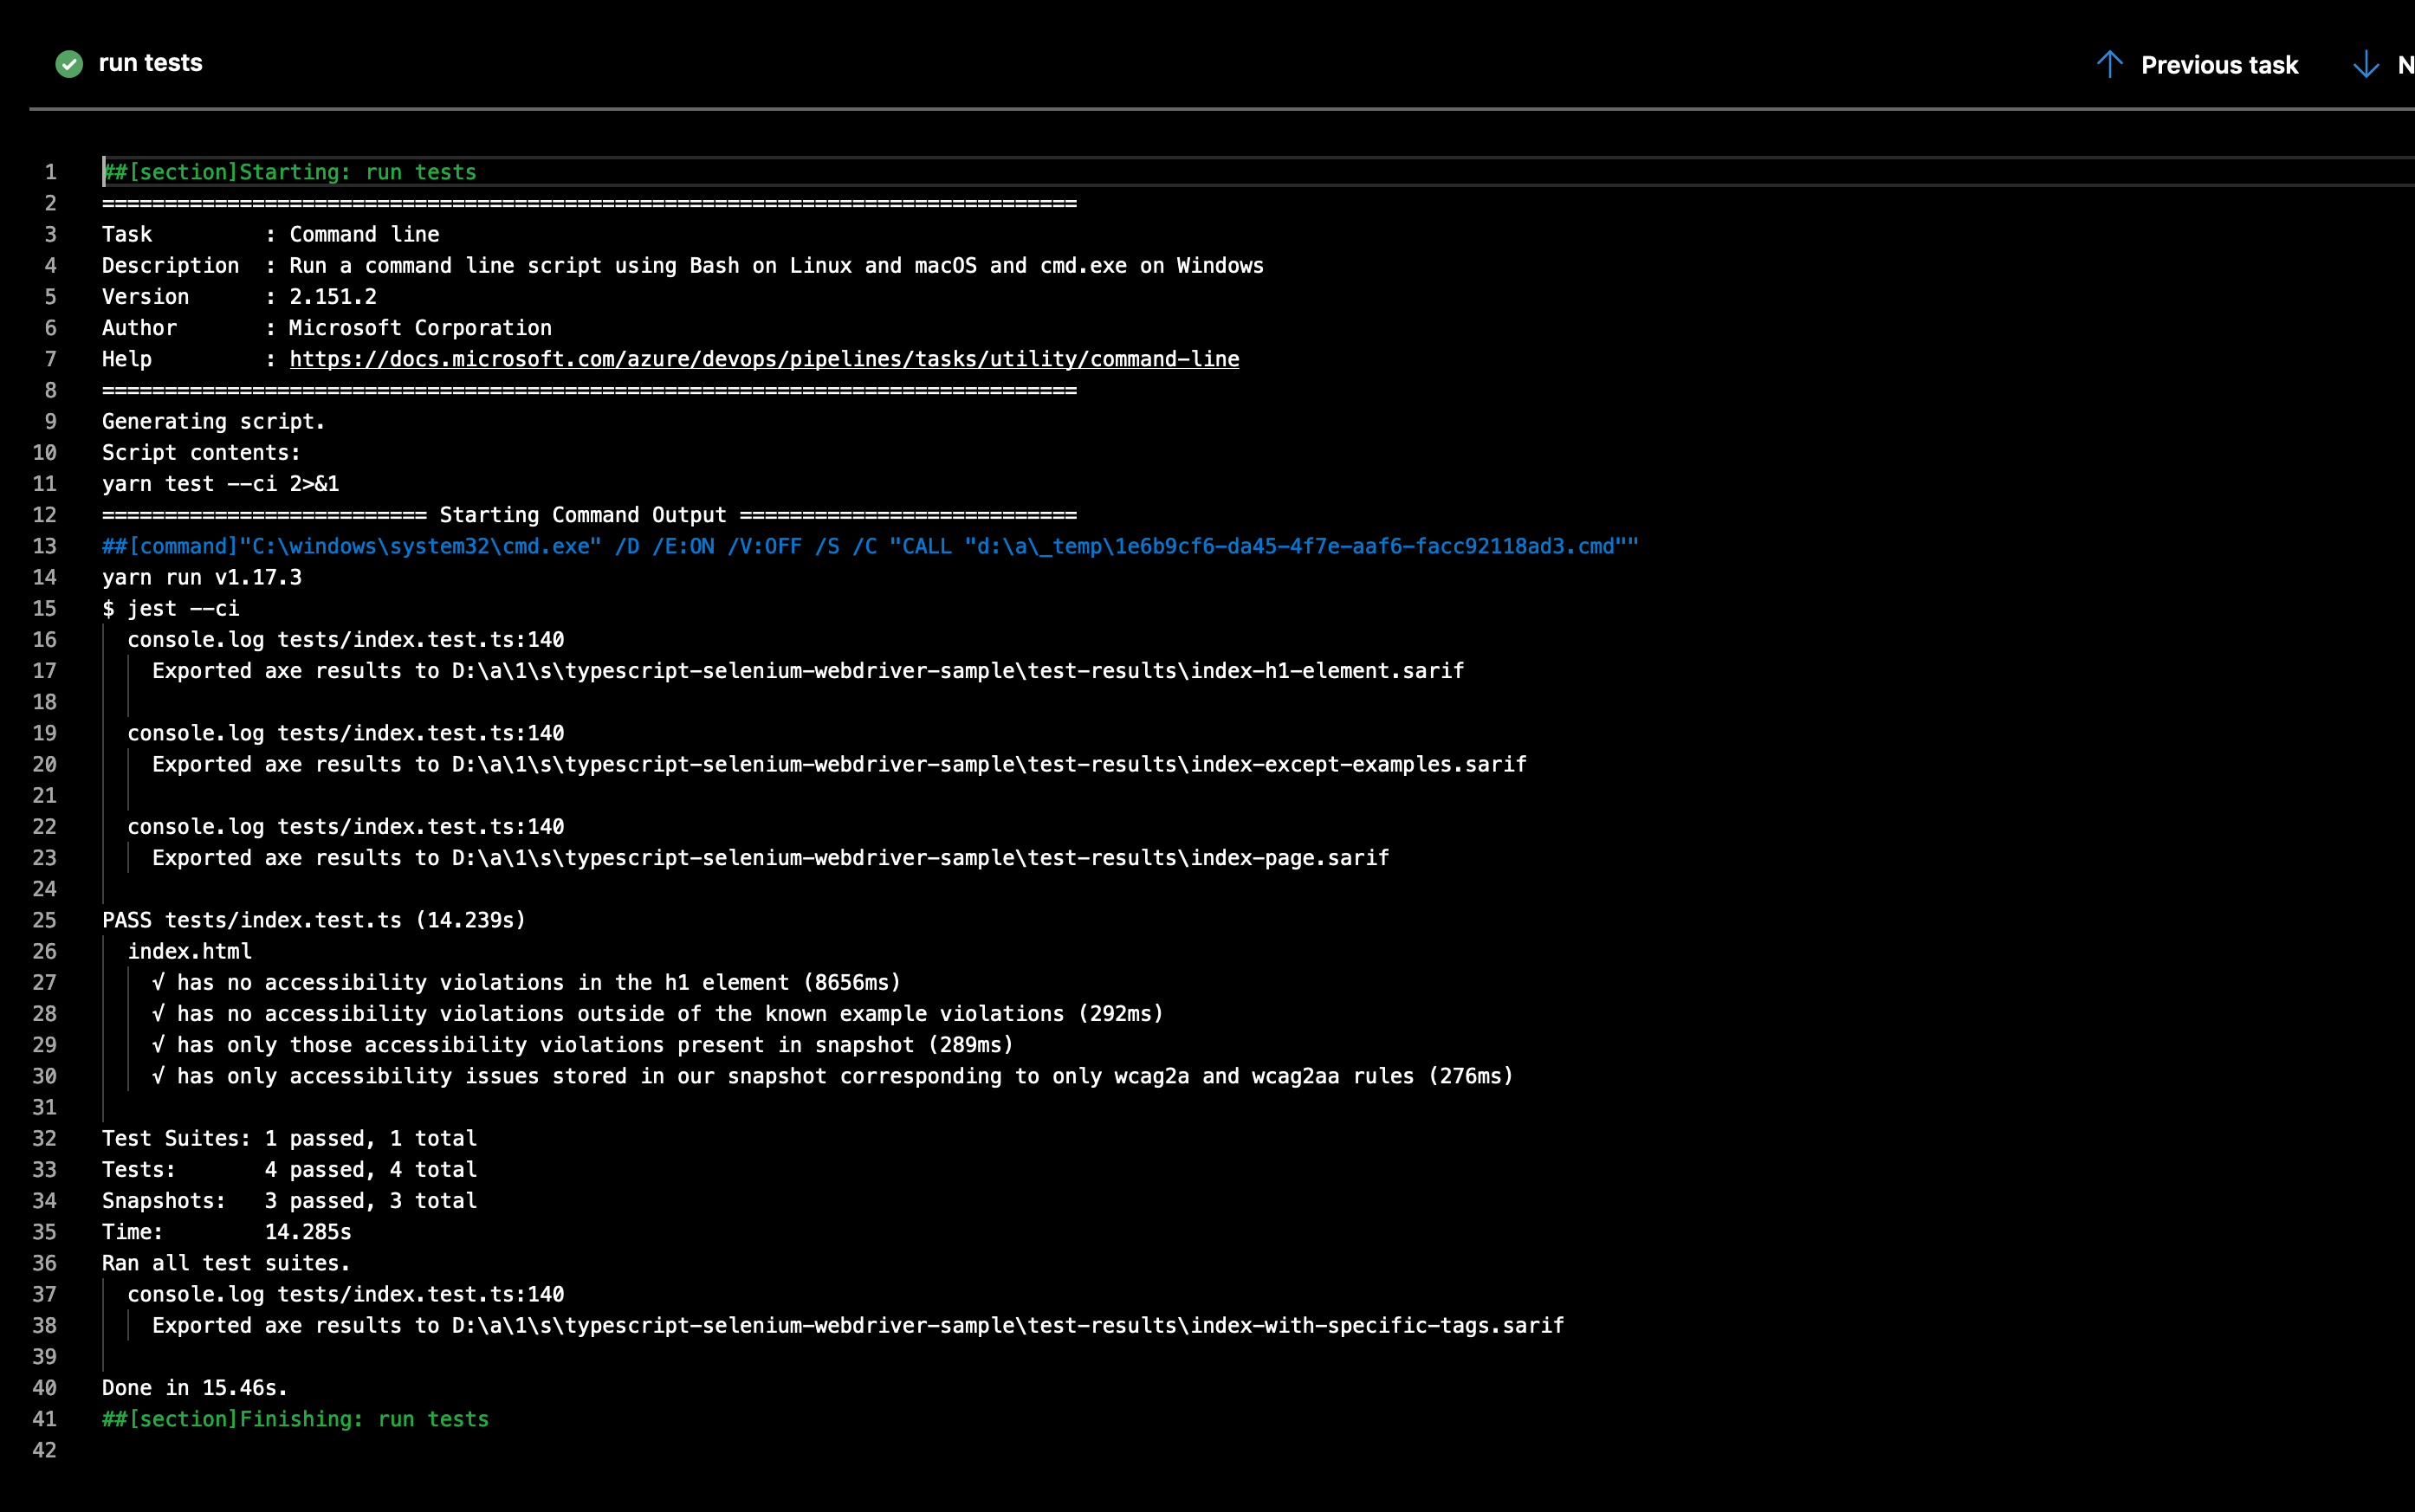 run tests
Previous task
N
1 ##[section]Starting: run tests
2 ==============================================================================
3 Task         : Command line
4 Description  : Run a command line script using Bash on Linux and macOS and cmd.exe on Windows
5 Version      : 2.151.2
6 Author       : Microsoft Corporation
7 Help         : https://docs.microsoft.com/azure/devops/pipelines/tasks/utility/command-line
8 ==============================================================================
9 Generating script.
10 Script contents:
11 yarn test --ci 2>&1
12 ========================== Starting Command Output ===========================
13 ##[command]"C:\windows\system32\cmd.exe" /D /E:ON /V:OFF /S /C "CALL "d:\a\_temp\1e6b9cf6-da45-4f7e-aaf6-facc92118ad3.cmd""
14 yarn run v1.17.3
15 $ jest --ci
16   console.log tests/index.test.ts:140
17     Exported axe results to D:\a\1\s\typescript-selenium-webdriver-sample\test-results\index-h1-element.sarif
18
19   console.log tests/index.test.ts:140
20     Exported axe results to D:\a\1\s\typescript-selenium-webdriver-sample\test-results\index-except-examples.sarif
21
22   console.log tests/index.test.ts:140
23     Exported axe results to D:\a\1\s\typescript-selenium-webdriver-sample\test-results\index-page.sarif
24
25 PASS tests/index.test.ts (14.239s)
26   index.html
27     √ has no accessibility violations in the h1 element (8656ms)
28     √ has no accessibility violations outside of the known example violations (292ms)
29     √ has only those accessibility violations present in snapshot (289ms)
30     √ has only accessibility issues stored in our snapshot corresponding to only wcag2a and wcag2aa rules (276ms)
31
32 Test Suites: 1 passed, 1 total
33 Tests:       4 passed, 4 total
34 Snapshots:   3 passed, 3 total
35 Time:        14.285s
36 Ran all test suites.
37   console.log tests/index.test.ts:140
38     Exported axe results to D:\a\1\s\typescript-selenium-webdriver-sample\test-results\index-with-specific-tags.sarif
39
40 Done in 15.46s.
41 ##[section]Finishing: run tests
42